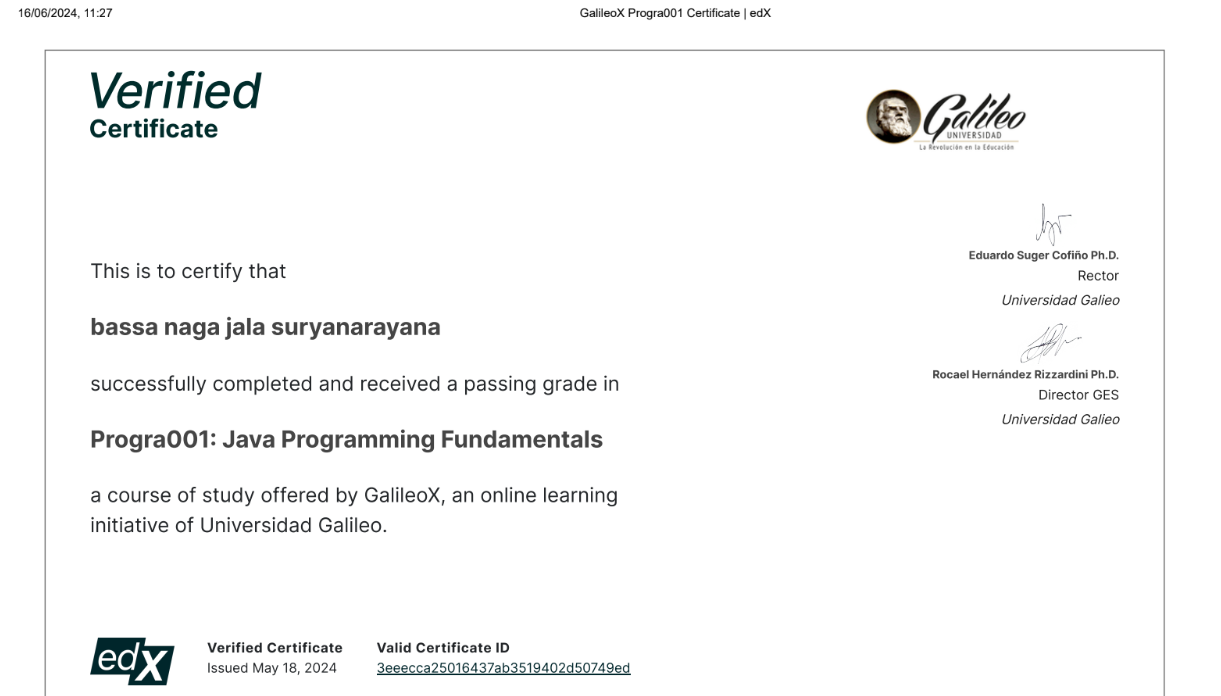 16/06/2024, 11:27
GalileoX Progra001 Certificate | edX
Verified
Certificate
Galileo
UNIVERSIDAD
La Revolución en la Educación
Eduardo Suger Cofiño Ph.D.
Rector
Universidad Galieo
Rocael Hernández Rizzardini Ph.D.
Director GES
Universidad Galieo
This is to certify that
bassa naga jala suryanarayana
successfully completed and received a passing grade in
Progra001: Java Programming Fundamentals
a course of study offered by GalileoX, an online learning
initiative of Universidad Galileo.
edX
Verified Certificate
Issued May 18, 2024
Valid Certificate ID
3eeecca25016437ab3519402d50749ed